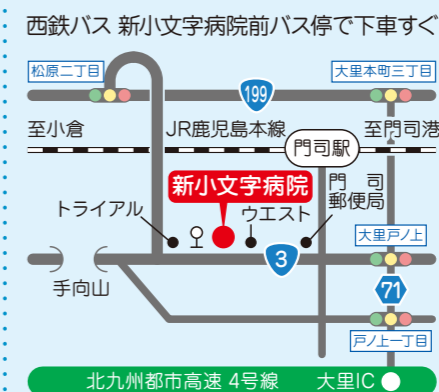 西鉄バス 新小文字病院前バス停で下車すぐ
松原二丁目
大里本町三丁目
199
至小倉
JR鹿児島本線
至門司港
門司駅
新小文字病院
門司
郵便局
トライアル
ウエスト
大里戸ノ上
3
手向山
71
戸ノ上一丁目
北九州都市高速 4号線
大里IC